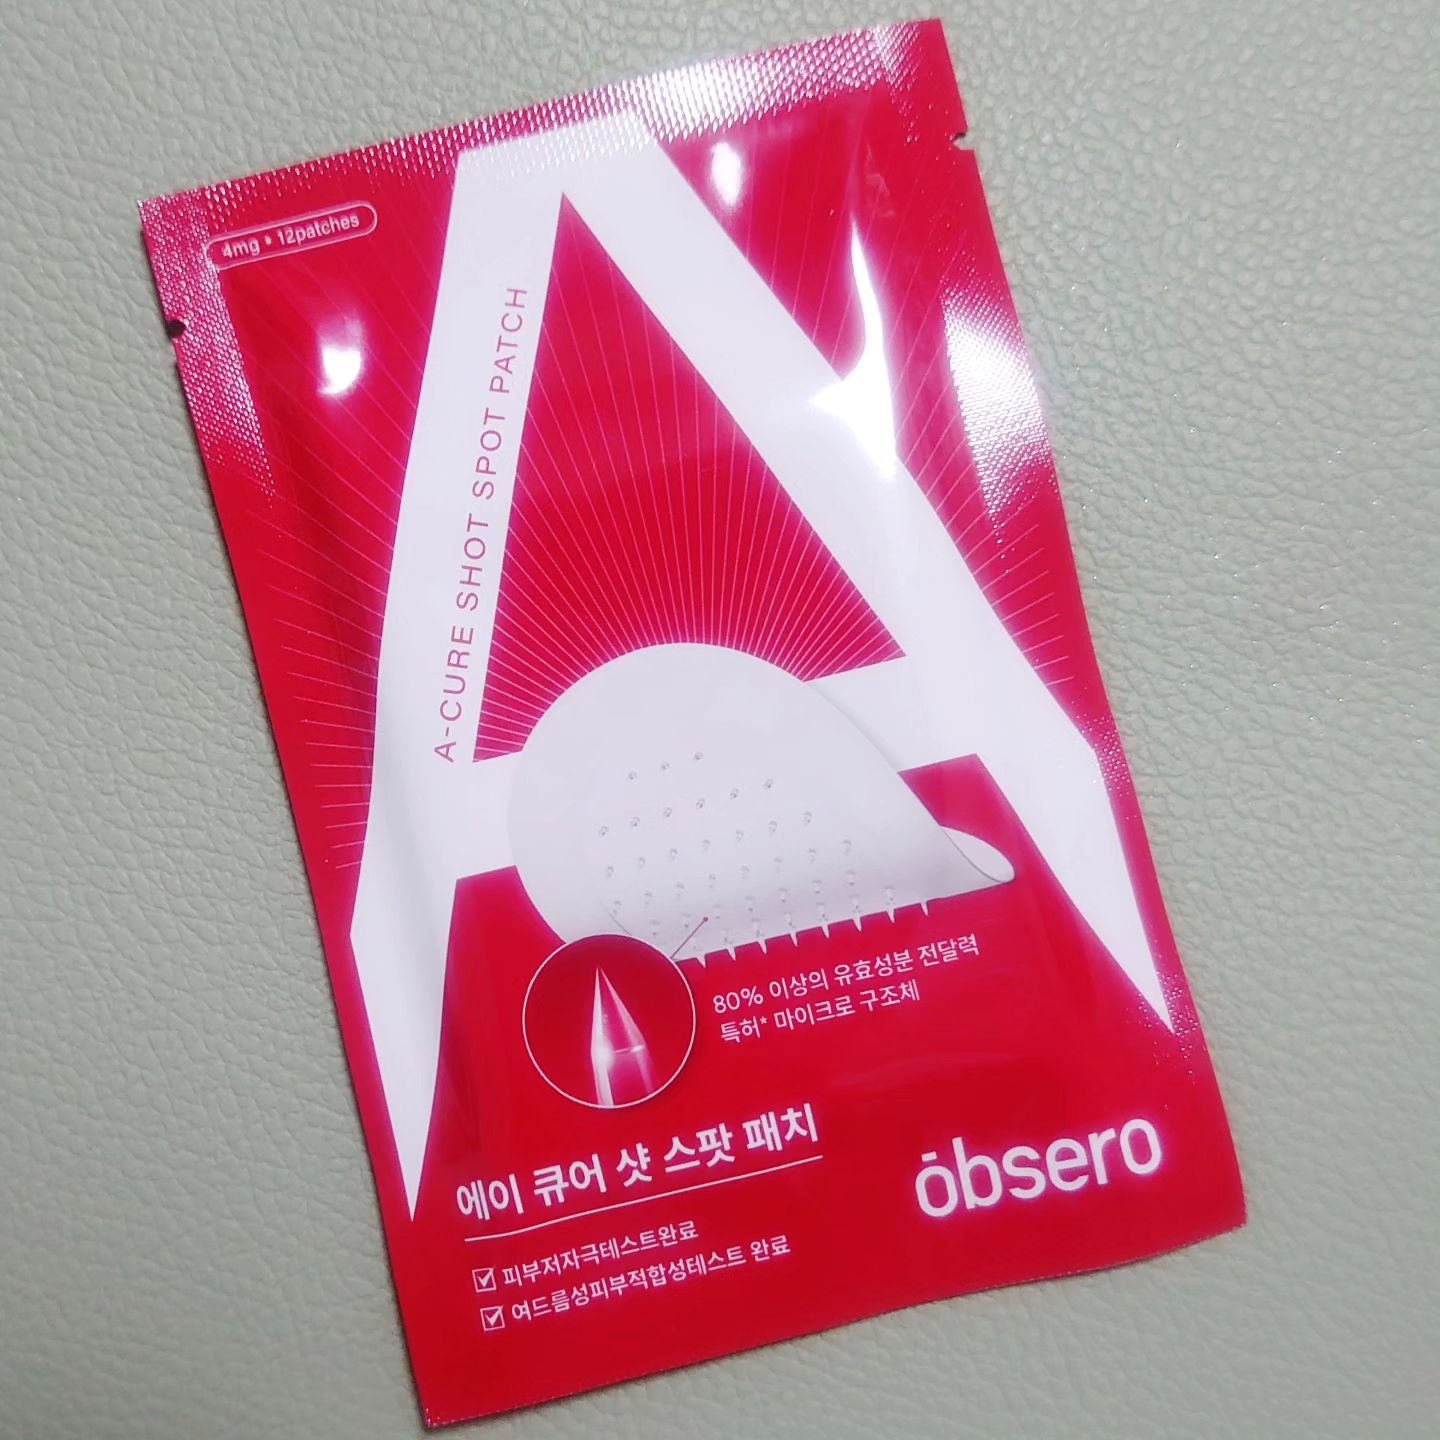 4mg * 12patches
A-CURE SHOT SPOT PATCH
80% 이상의 유효성분 전달력
특허* 마이크로 구조체
에이 큐어 샷 스팟 패치
ōbsero
☑ 피부저자극테스트완료
☑ 여드름성피부적합성테스트 완료